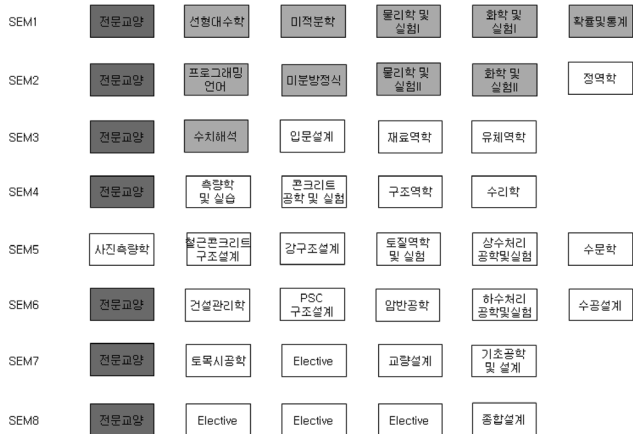 SEM1 전문교양 선형대수학 미적분학 물리학 및 실험I 화학 및 실험I 확률및통계
SEM2 전문교양 프로그래밍 언어 미분방정식 물리학 및 실험II 화학 및 실험II 정역학
SEM3 전문교양 수치해석 입문설계 재료역학 유체역학
SEM4 전문교양 측량학 및 실습 콘크리트 공학 및 실험 구조역학 수리학
SEM5 사진측량학 철근콘크리트 구조설계 강구조설계 토질역학 및 실험 상수처리 공학및실험 수문학
SEM6 전문교양 건설관리학 PSC 구조설계 암반공학 하수처리 공학및실험 수공설계
SEM7 전문교양 토목시공학 Elective 교량설계 기초공학 및 설계
SEM8 전문교양 Elective Elective Elective 종합설계